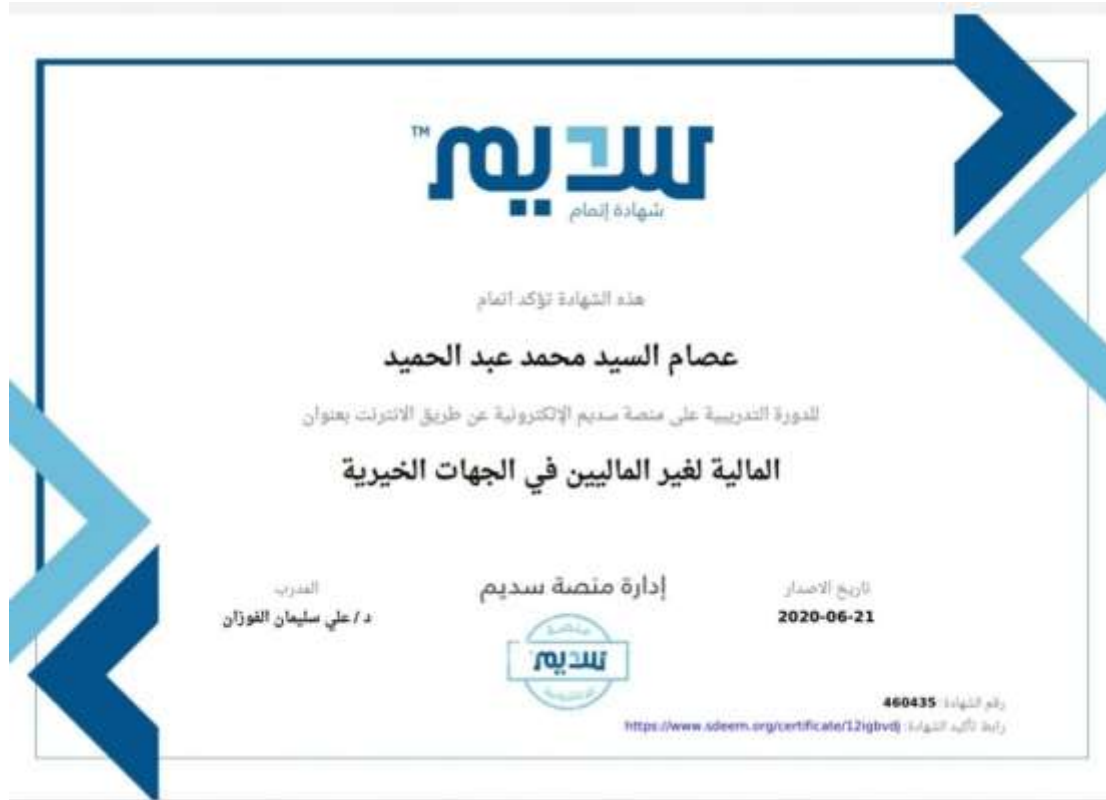 سديم™
شهادة إتمام
هذه الشهادة تؤكد اتمام
عصام السيد محمد عبد الحميد
للدورة التدريبية على منصة سديم الإلكترونية عن طريق الانترنت بعنوان
المالية لغير الماليين في الجهات الخيرية
تاريخ الاصدار
2020-06-21
إدارة منصة سديم
منصة
سديم
الإلكترونية
المدرب
د / علي سليمان الفوزان
رقم الشهادة: 460435
رابط تأكيد الشهادة: https://www.sdeem.org/certificate/12igbvdj